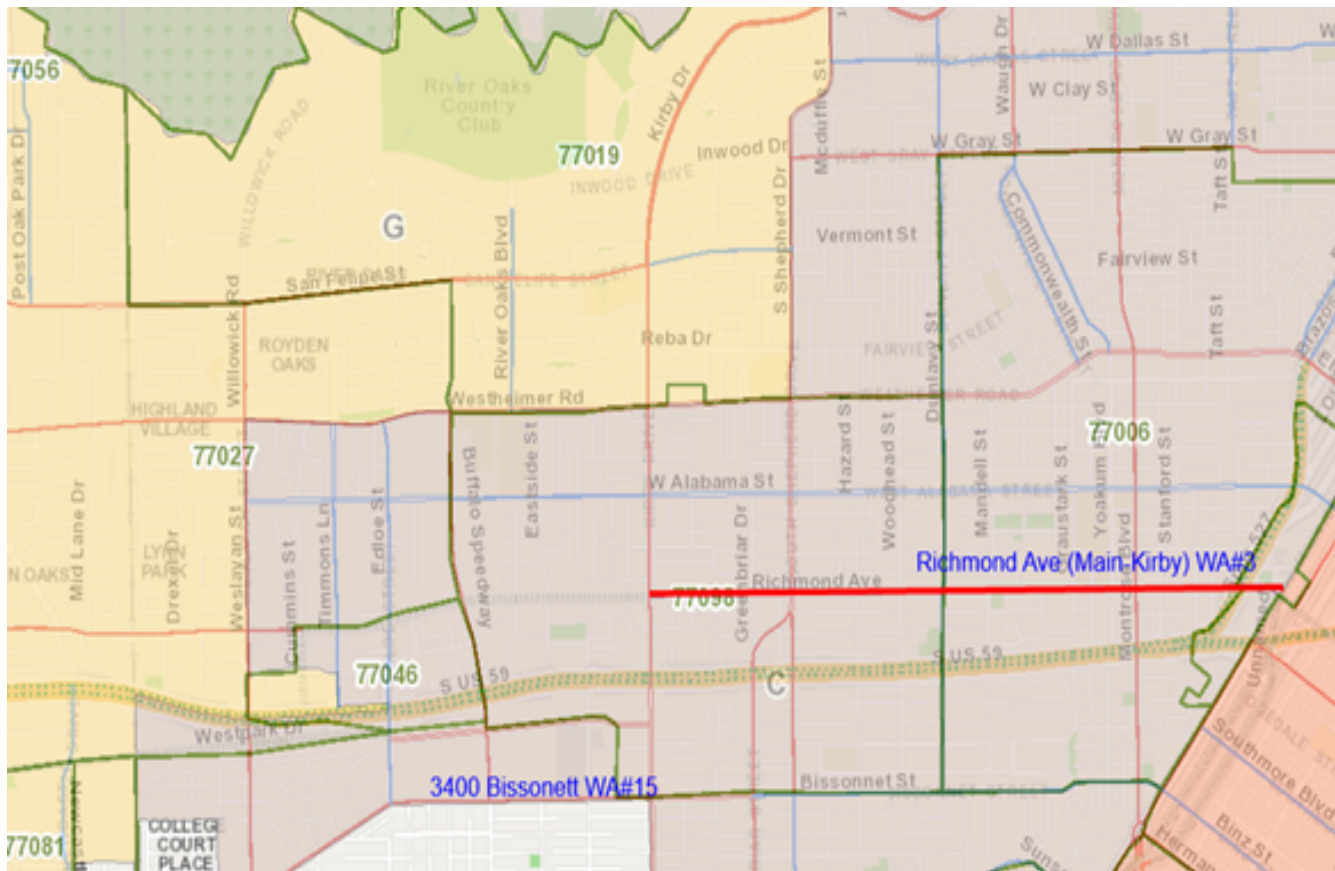 W Dallas St
WEST DALLAS STREET
Waugh Dr
W Clay St
7056
River Oaks
Country
Club
Kirby Dr
Mcduffie St
W Gray St
W Gray St
Taft St
77019
Inwood Dr
INWOOD DRIVE
WILLOWICK ROAD
Post Oak Park Dr
G
River Oaks Blvd
S Shepherd Dr
Vermont St
Commonwealth St
Fairview St
San Felipe St
Willowick Rd
Reba Dr
ROYDEN
OAKS
FAIRVIEW STREET
Dunlavy St
Taft St
Westheimer Rd
WESTHEIMER ROAD
HIGHLAND
VILLAGE
77027
77006
Hazard St
Woodhead St
Mandell St
Graustark St
Yoakum Blvd
Stanford St
Buffalo Speedway
Eastside St
W Alabama St
WEST ALABAMA STREET
Mid Lane Dr
Drexel Dr
LYNN
PARK
N OAKS
Weslayan St
Cummins St
Timmons Ln
Edloe St
Greenbriar Dr
Montrose Blvd
Richmond Ave (Main-Kirby) WA#3
Richmond Ave
77098
77046
S US 59
S US 59
C
Westpark Dr
3400 Bissonett WA#15
Bissonnet St
Southmore Blvd
Binz St
COLLEGE
COURT
PLACE
77081